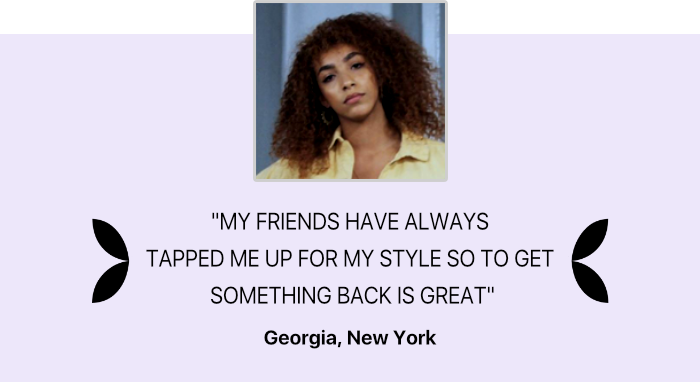 "MY FRIENDS HAVE ALWAYS
TAPPED ME UP FOR MY STYLE SO TO GET
SOMETHING BACK IS GREAT"
Georgia, New York